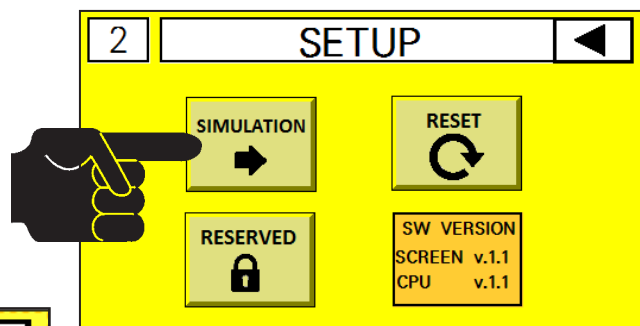 2 SETUP
SIMULATION
RESET
RESERVED
SW VERSION
SCREEN v.1.1
CPU v.1.1